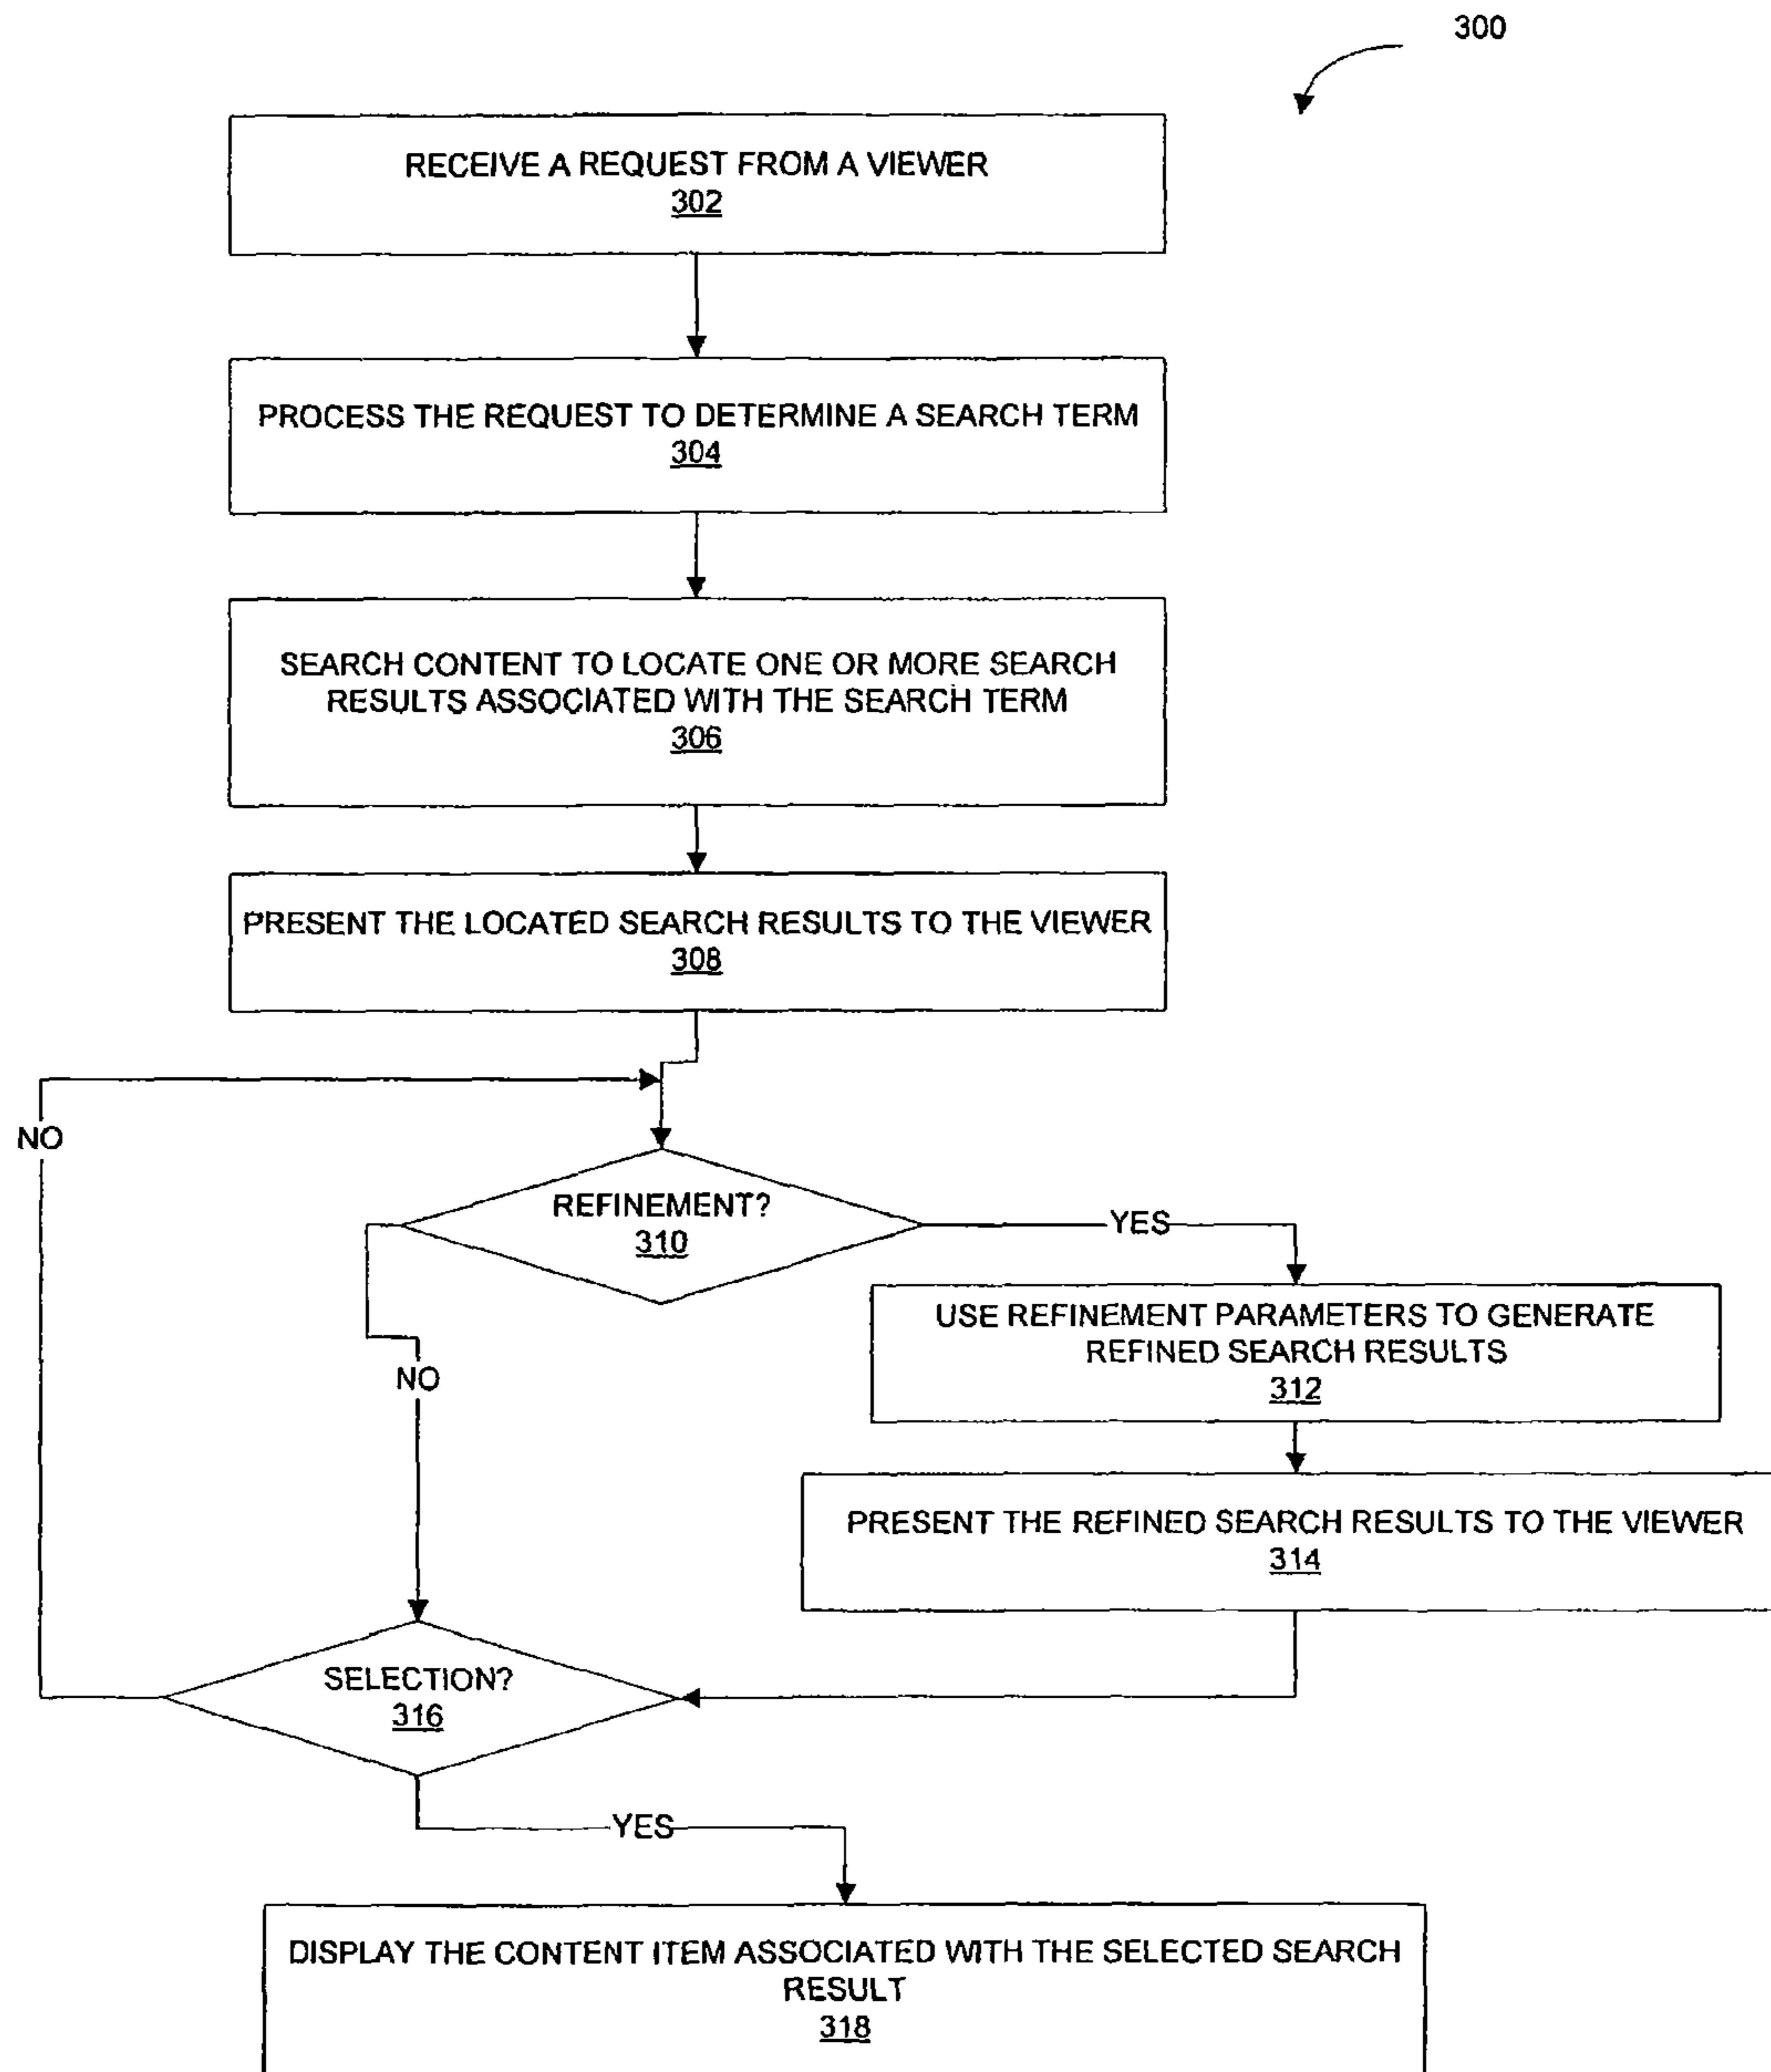 300
RECEIVE A REQUEST FROM A VIEWER
302
PROCESS THE REQUEST TO DETERMINE A SEARCH TERM
304
SEARCH CONTENT TO LOCATE ONE OR MORE SEARCH
RESULTS ASSOCIATED WITH THE SEARCH TERM
306
PRESENT THE LOCATED SEARCH RESULTS TO THE VIEWER
308
NO
REFINEMENT?
310
YES
USE REFINEMENT PARAMETERS TO GENERATE
REFINED SEARCH RESULTS
312
NO
PRESENT THE REFINED SEARCH RESULTS TO THE VIEWER
314
SELECTION?
316
YES
DISPLAY THE CONTENT ITEM ASSOCIATED WITH THE SELECTED SEARCH
RESULT
318